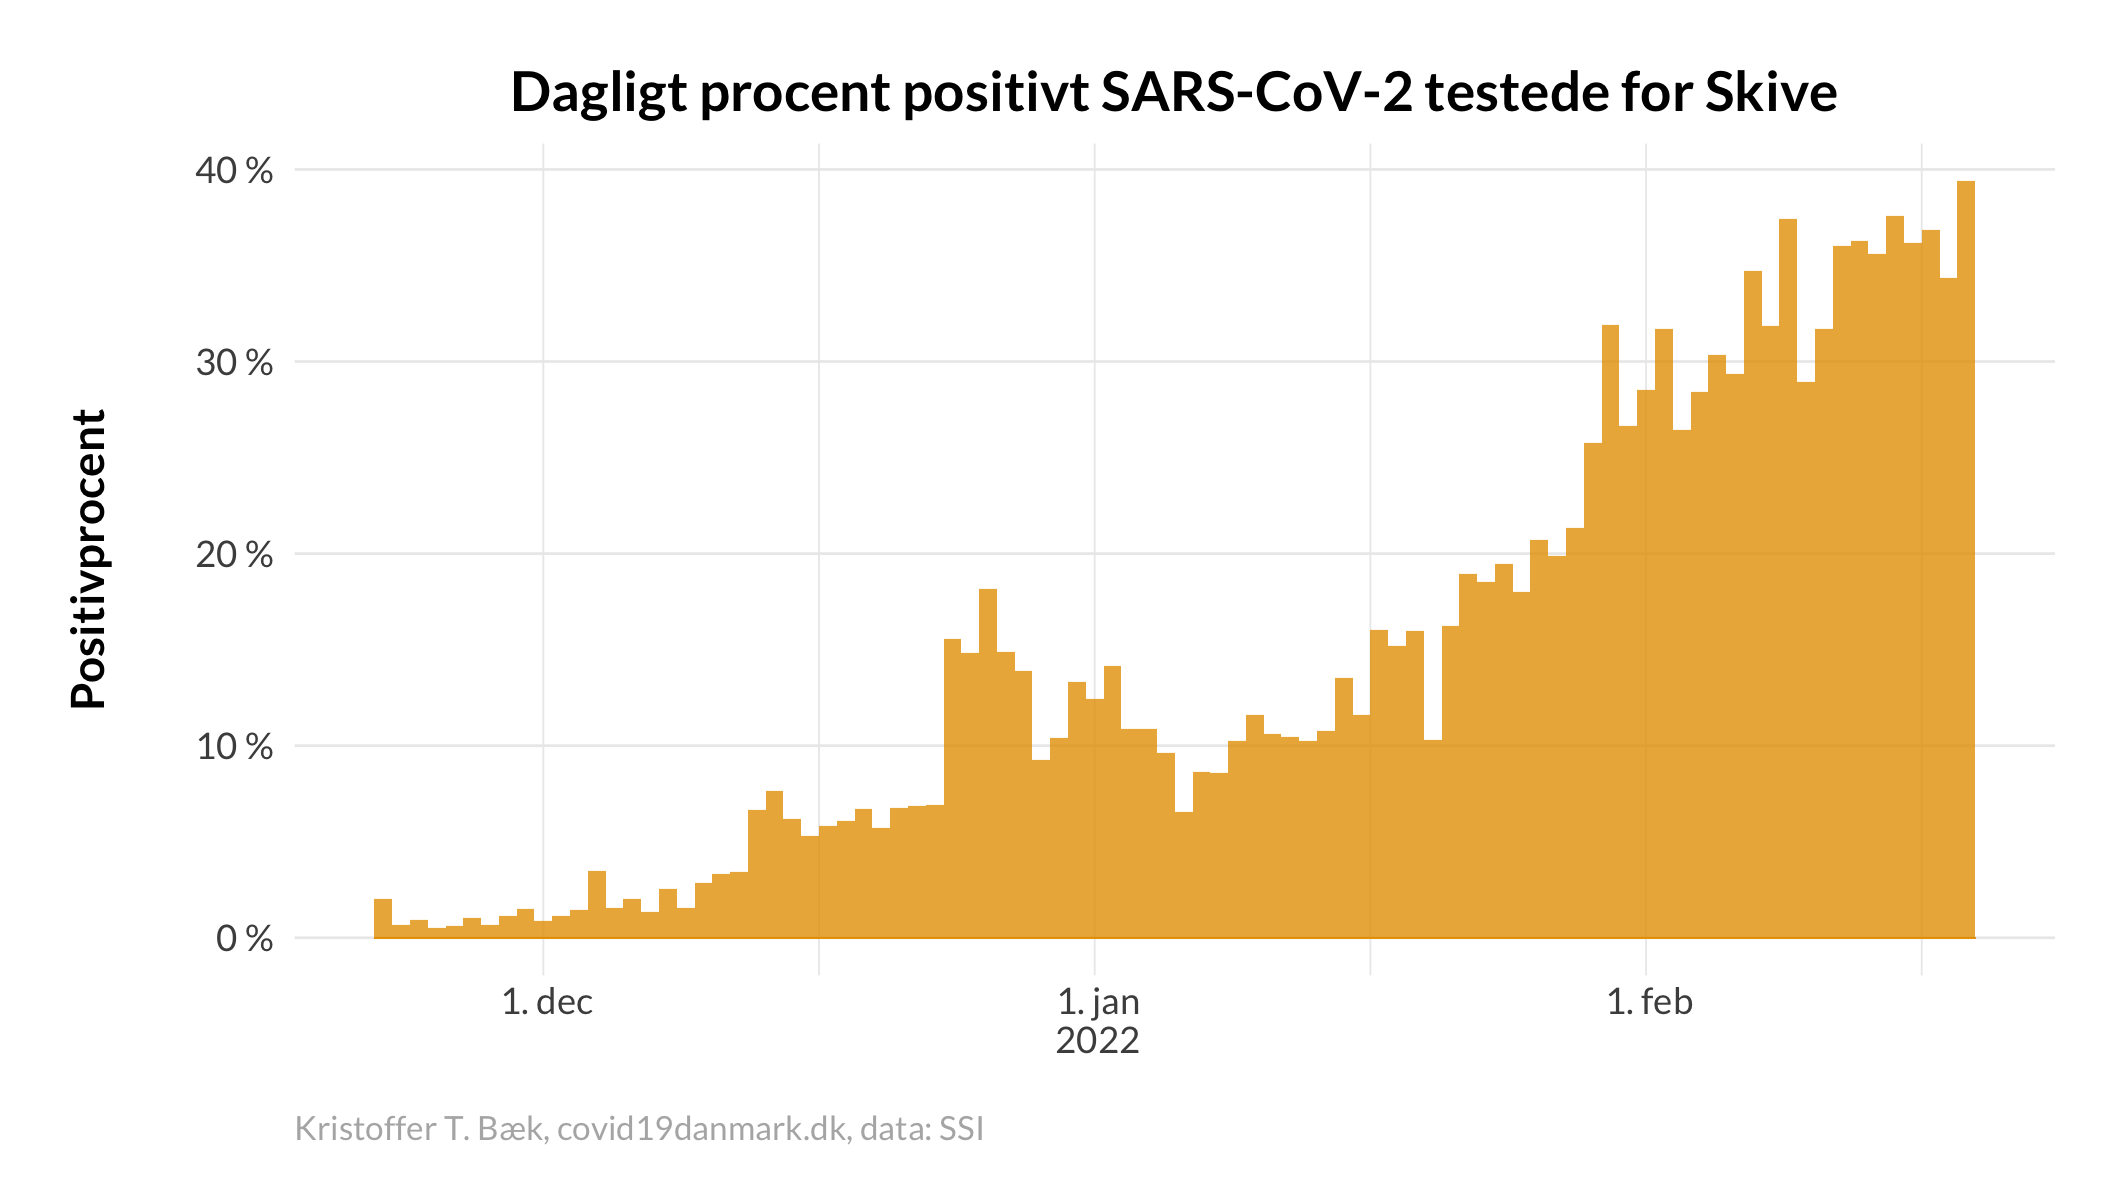 Dagligt procent positivt SARS-CoV-2 testede for Skive
Positivprocent
40 %
30 %
20 %
10 %
0 %
1. dec
1. jan
2022
1. feb
Kristoffer T. Bæk, covid19danmark.dk, data: SSI